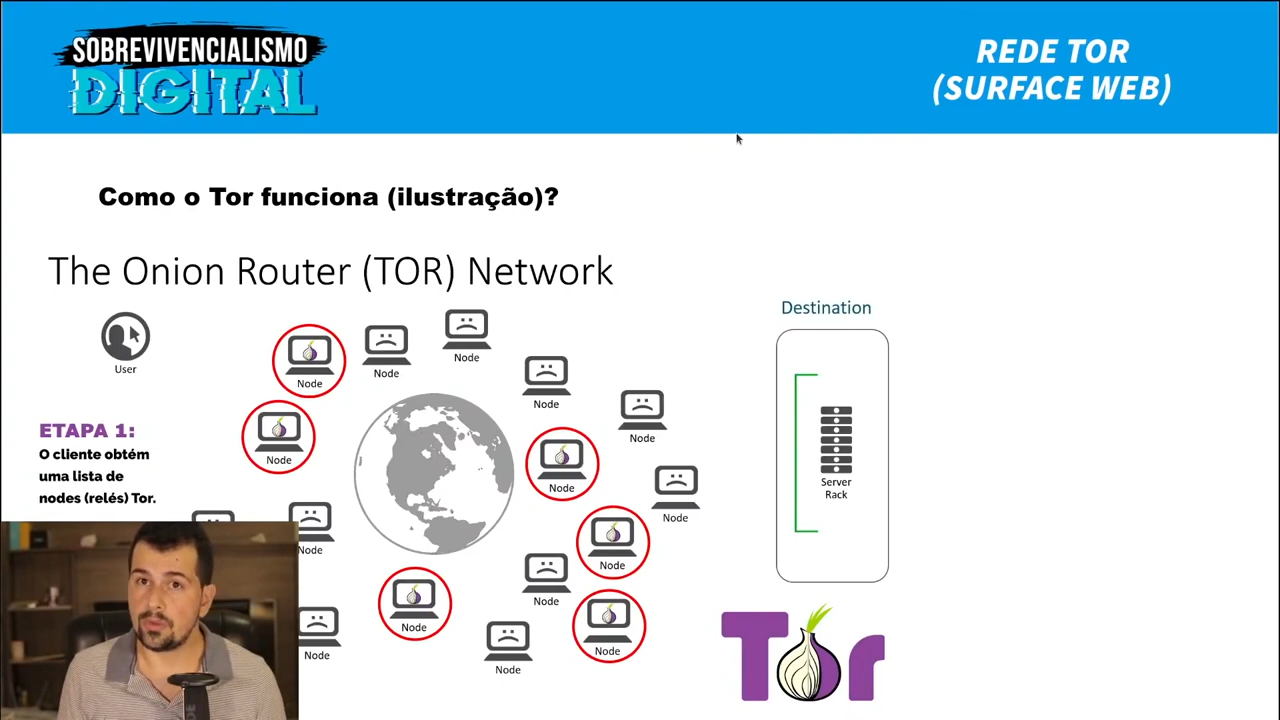 SOBREVIVENCIALISMO
DIGITAL
REDE TOR
(SURFACE WEB)
Como o Tor funciona (ilustração)?
The Onion Router (TOR) Network
Destination
User
Node
Node
Node
Node
Node
Node
ETAPA 1:
O cliente obtém
uma lista de
nodes (relés) Tor.
Node
Node
Server
Rack
Node
Node
Node
Node
Node
Node
Node
Node
Tor